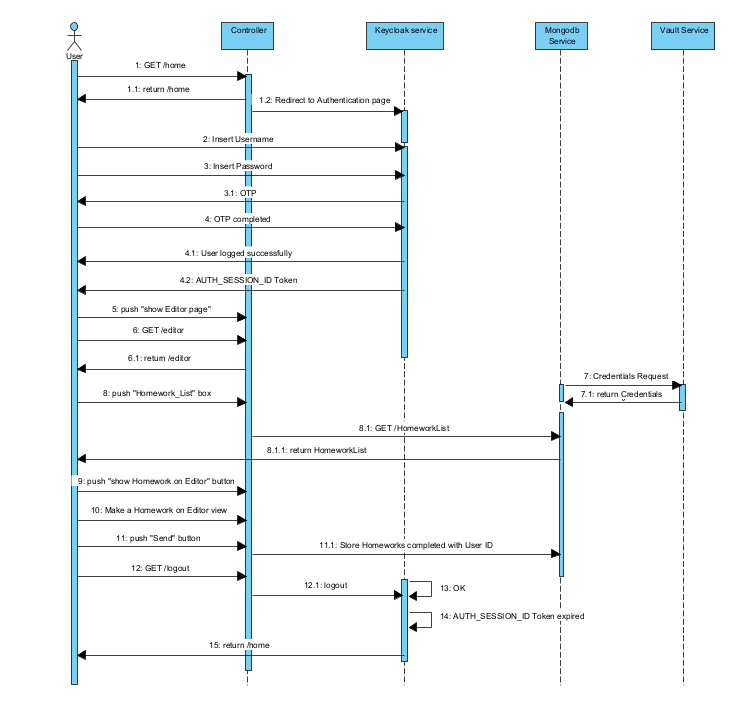 User
Controller
Keycloak service
Mongodb
Service
Vault Service
1: GET /home
1.1: return /home
1.2: Redirect to Authentication page
2: Insert Username
3: Insert Password
3.1: OTP
4: OTP completed
4.1: User logged successfully
4.2: AUTH_SESSION_ID Token
5: push "show Editor page"
6: GET /editor
6.1: return /editor
7: Credentials Request
7.1: return Credentials
8: push "Homework_List" box
8.1: GET /HomeworkList
8.1.1: return HomeworkList
9: push "show Homework on Editor" button
10: Make a Homework on Editor view
11: push "Send" button
11.1: Store Homeworks completed with User ID
12: GET /logout
12.1: logout
13: OK
14: AUTH_SESSION_ID Token expired
15: return /home